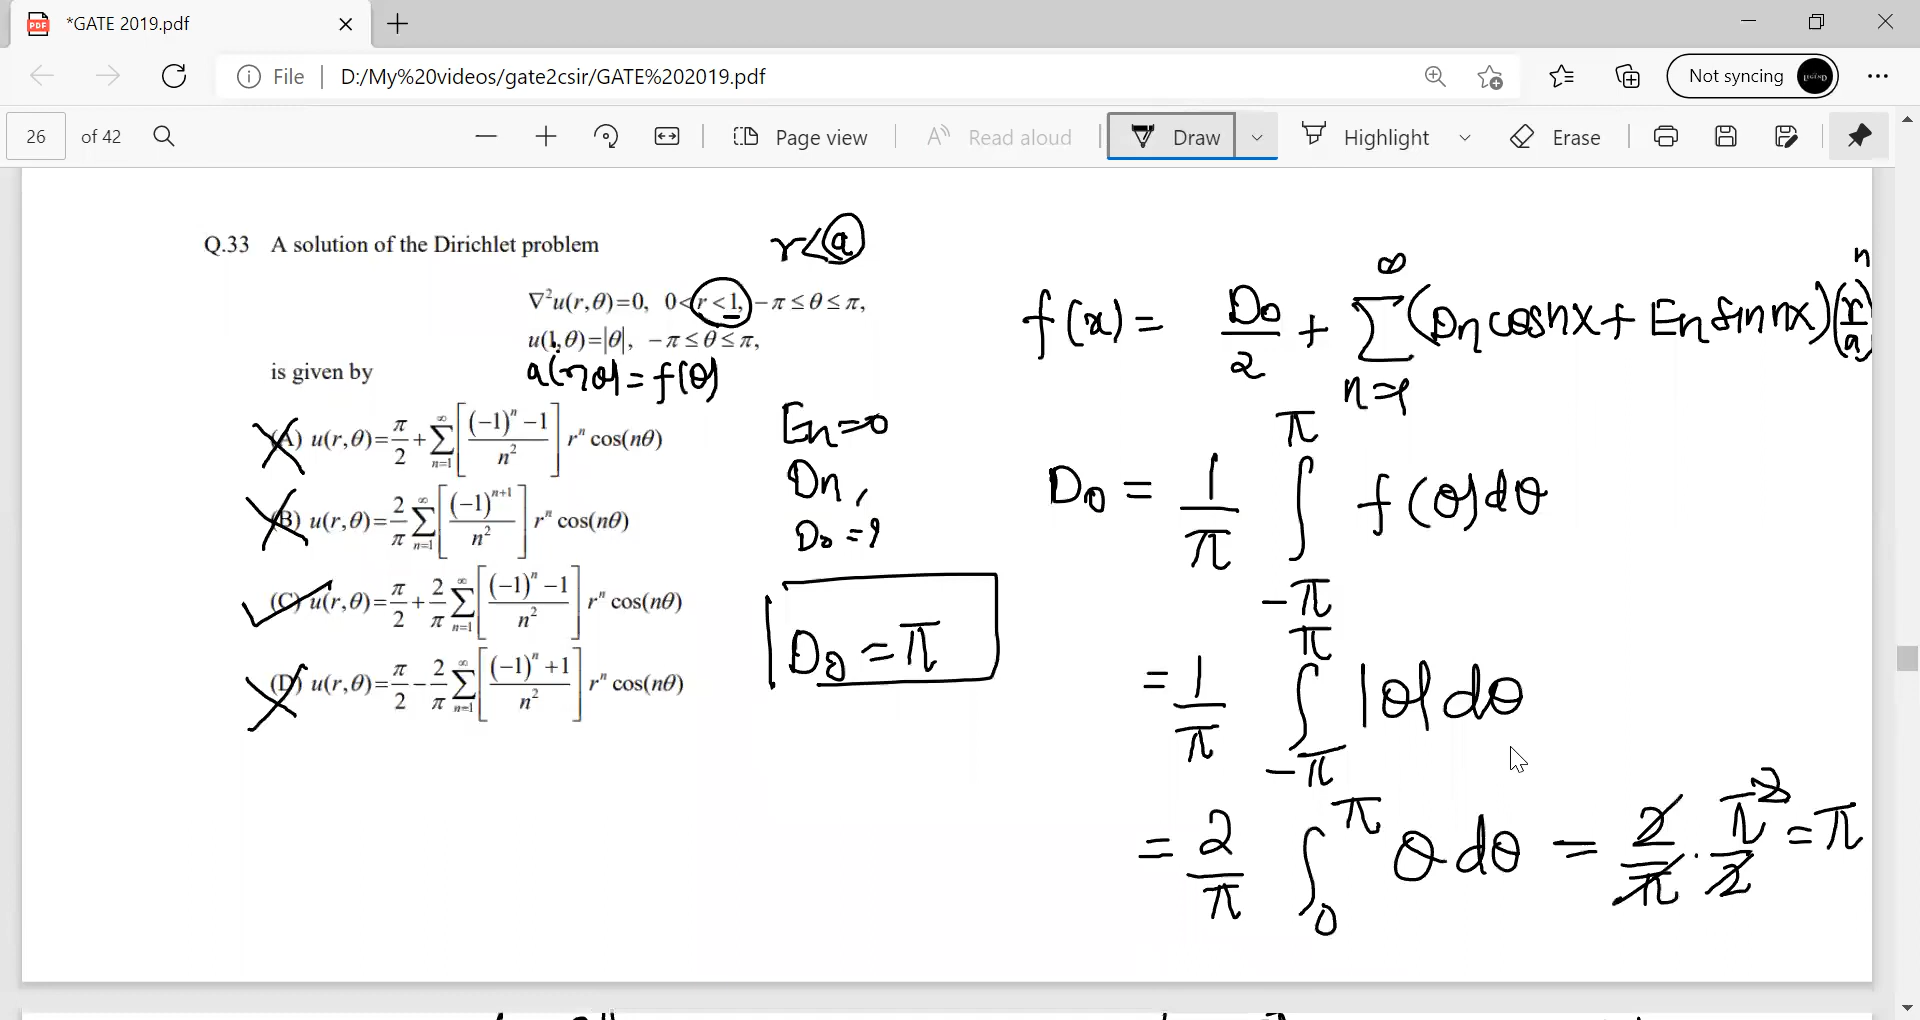 *GATE 2019.pdf
File | D:/My%20videos/gate2csir/GATE%202019.pdf
Not syncing
26 of 42
Page view
Read aloud
Draw
Highlight
Erase
Q.33 A solution of the Dirichlet problem
r<a
∇²u(r,θ)=0, 0<r<1, −π≤θ≤π,
u(1,θ)=|θ|, −π≤θ≤π,
is given by
a(r,θ) = f(θ)
(A) u(r,θ)=π/2+∑_{n=1}^{∞}[((−1)^n−1)/n²] r^n cos(nθ)
(B) u(r,θ)=2/π ∑_{n=1}^{∞}[(−1)^{n+1}/n²] r^n cos(nθ)
(C) u(r,θ)=π/2+2/π ∑_{n=1}^{∞}[((−1)^n−1)/n²] r^n cos(nθ)
(D) u(r,θ)=π/2−2/π ∑_{n=1}^{∞}[((−1)^n+1)/n²] r^n cos(nθ)
En=0
Dn,
D0 = ?
D0 = π
f(x) = D0/2 + ∑_{n=1}^{∞} (Dn cosnx + En sinnx)(r/a)^n
D0 = 1/π ∫_{−π}^{π} f(θ)dθ
= 1/π ∫_{−π}^{π} |θ|dθ
= 2/π ∫_0^π θ dθ = 2/π · π²/2 = π